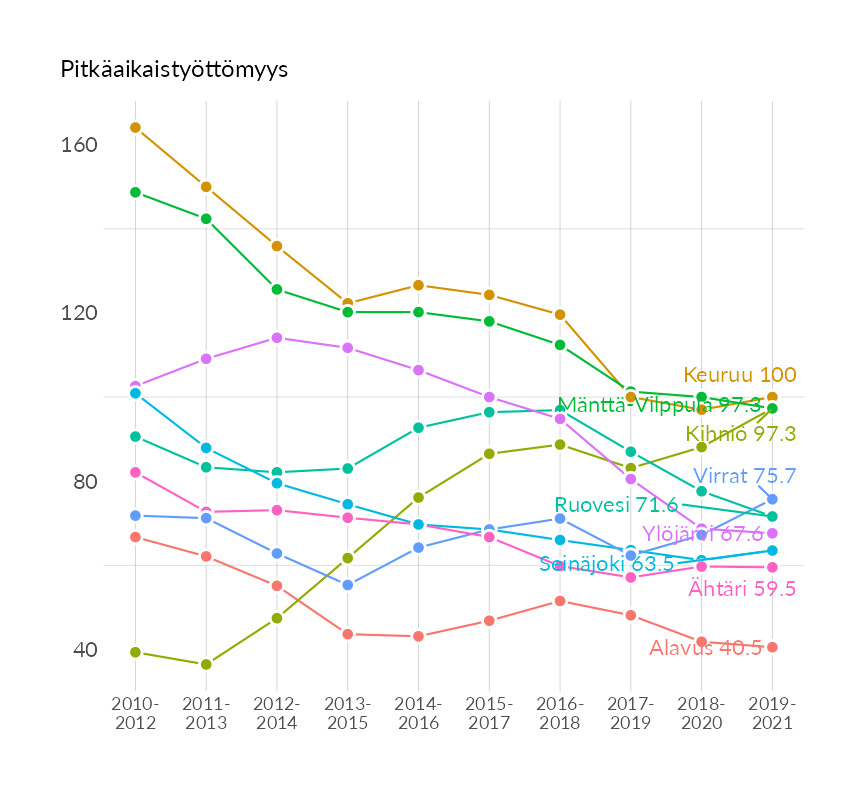 Pitkäaikaistyöttömyys
160
120
80
40
Keuruu 100
Mänttä-Vilppula 97.3
Kihniö 97.3
Virrat 75.7
Ruovesi 71.6
Ylöjärvi 67.6
Seinäjoki 63.5
Ähtäri 59.5
Alavus 40.5
2010- 2011- 2012- 2013- 2014- 2015- 2016- 2017- 2018- 2019-
2012 2013 2014 2015 2016 2017 2018 2019 2020 2021